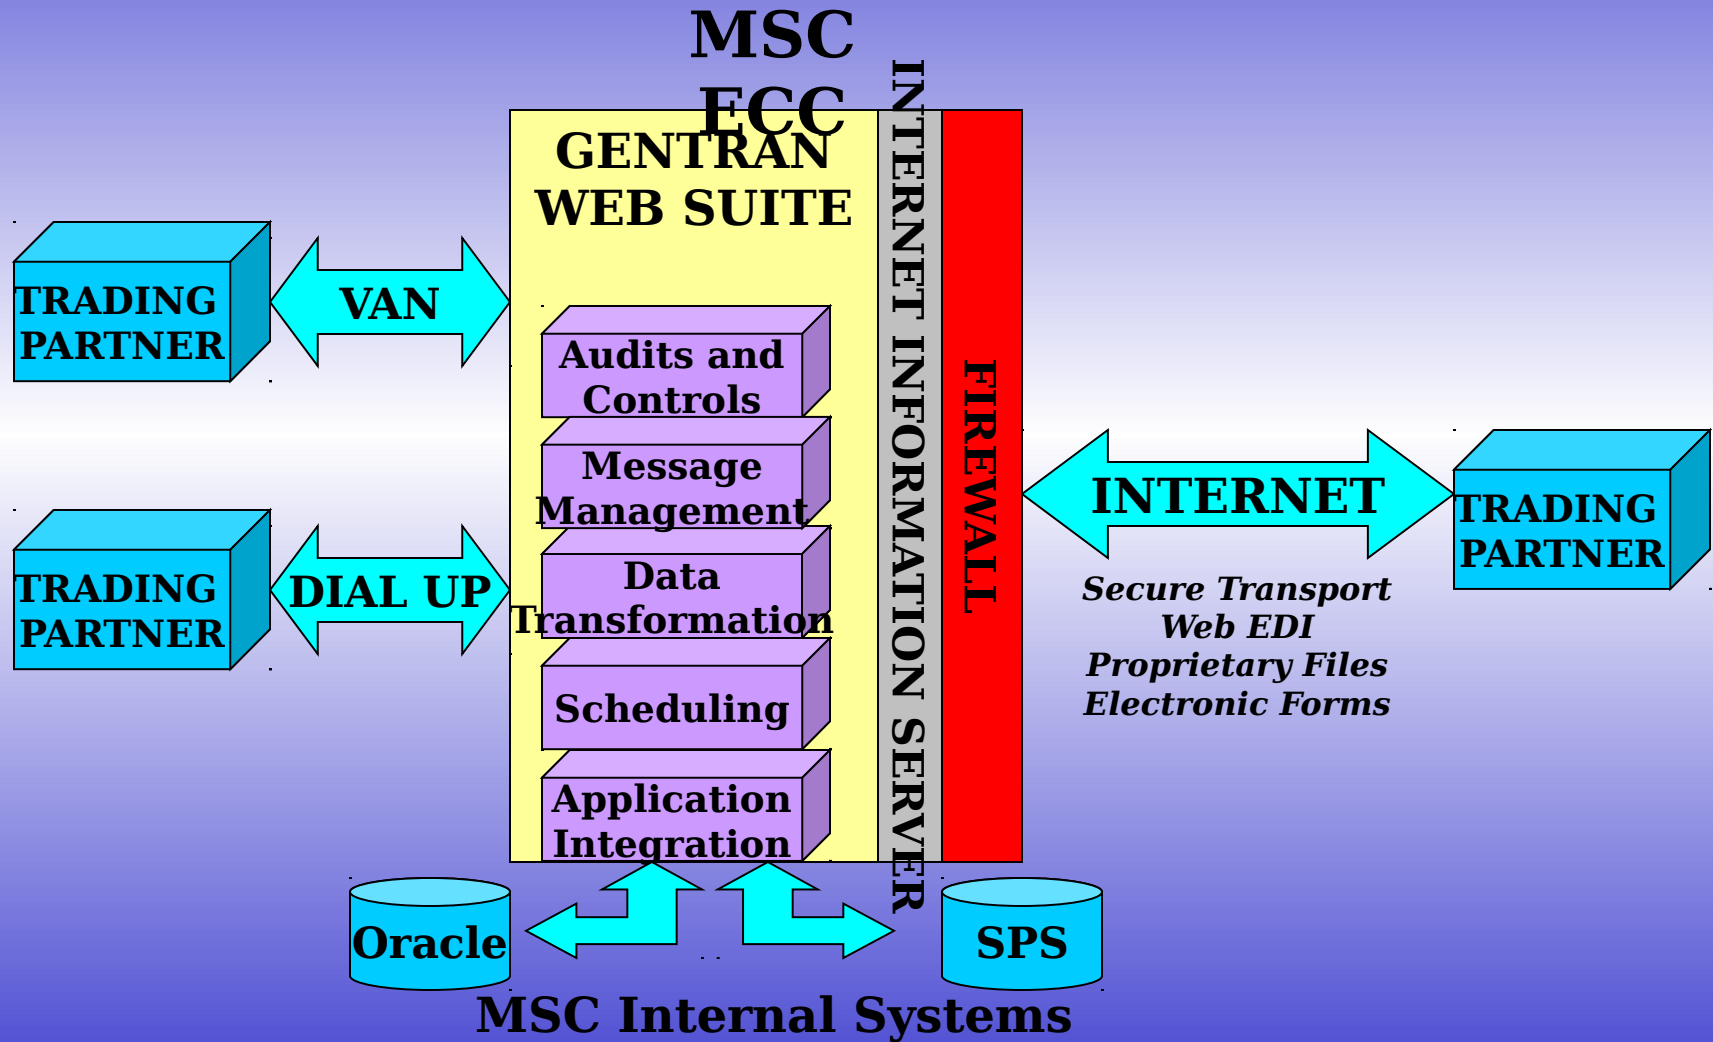 MSC
ECC
GENTRAN
WEB SUITE
TRADING
PARTNER
VAN
TRADING
PARTNER
DIAL UP
Audits and
Controls
Message
Management
Data
Transformation
Scheduling
Application
Integration
INTERNET INFORMATION SERVER
FIREWALL
INTERNET
TRADING
PARTNER
Secure Transport
Web EDI
Proprietary Files
Electronic Forms
Oracle
SPS
MSC Internal Systems